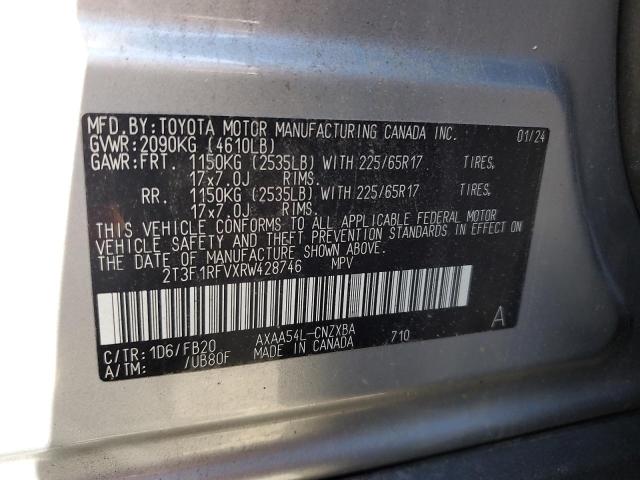 MFD.BY:TOYOTA MOTOR MANUFACTURING CANADA INC. 01/24
GVWR:2090KG (4610LB)
GAWR:FRT. 1150KG (2535LB) WITH 225/65R17 TIRES,
17x7.0J RIMS.
RR. 1150KG (2535LB) WITH 225/65R17 TIRES,
17x7.0J RIMS.
THIS VEHICLE CONFORMS TO ALL APPLICABLE FEDERAL MOTOR
VEHICLE SAFETY AND THEFT PREVENTION STANDARDS IN EFFECT ON
THE DATE OF MANUFACTURE SHOWN ABOVE.
2T3F1RFVXRW428746 MPV
C/TR: 1D6/FB20 AXAA54L-CNZXBA 710 A
A/TM: /UB80F MADE IN CANADA